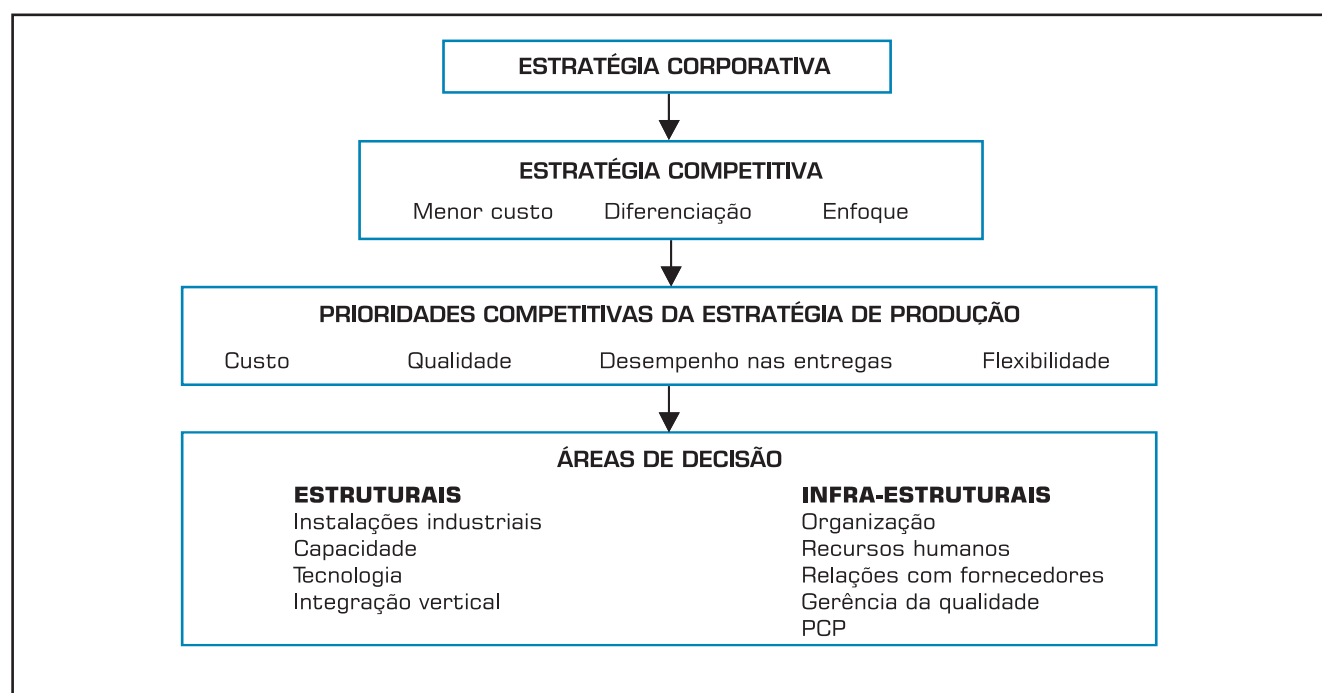 ESTRATÉGIA CORPORATIVA
ESTRATÉGIA COMPETITIVA
Menor custo Diferenciação Enfoque
PRIORIDADES COMPETITIVAS DA ESTRATÉGIA DE PRODUÇÃO
Custo Qualidade Desempenho nas entregas Flexibilidade
ÁREAS DE DECISÃO
ESTRUTURAIS
Instalações industriais
Capacidade
Tecnologia
Integração vertical
INFRA-ESTRUTURAIS
Organização
Recursos humanos
Relações com fornecedores
Gerência da qualidade
PCP